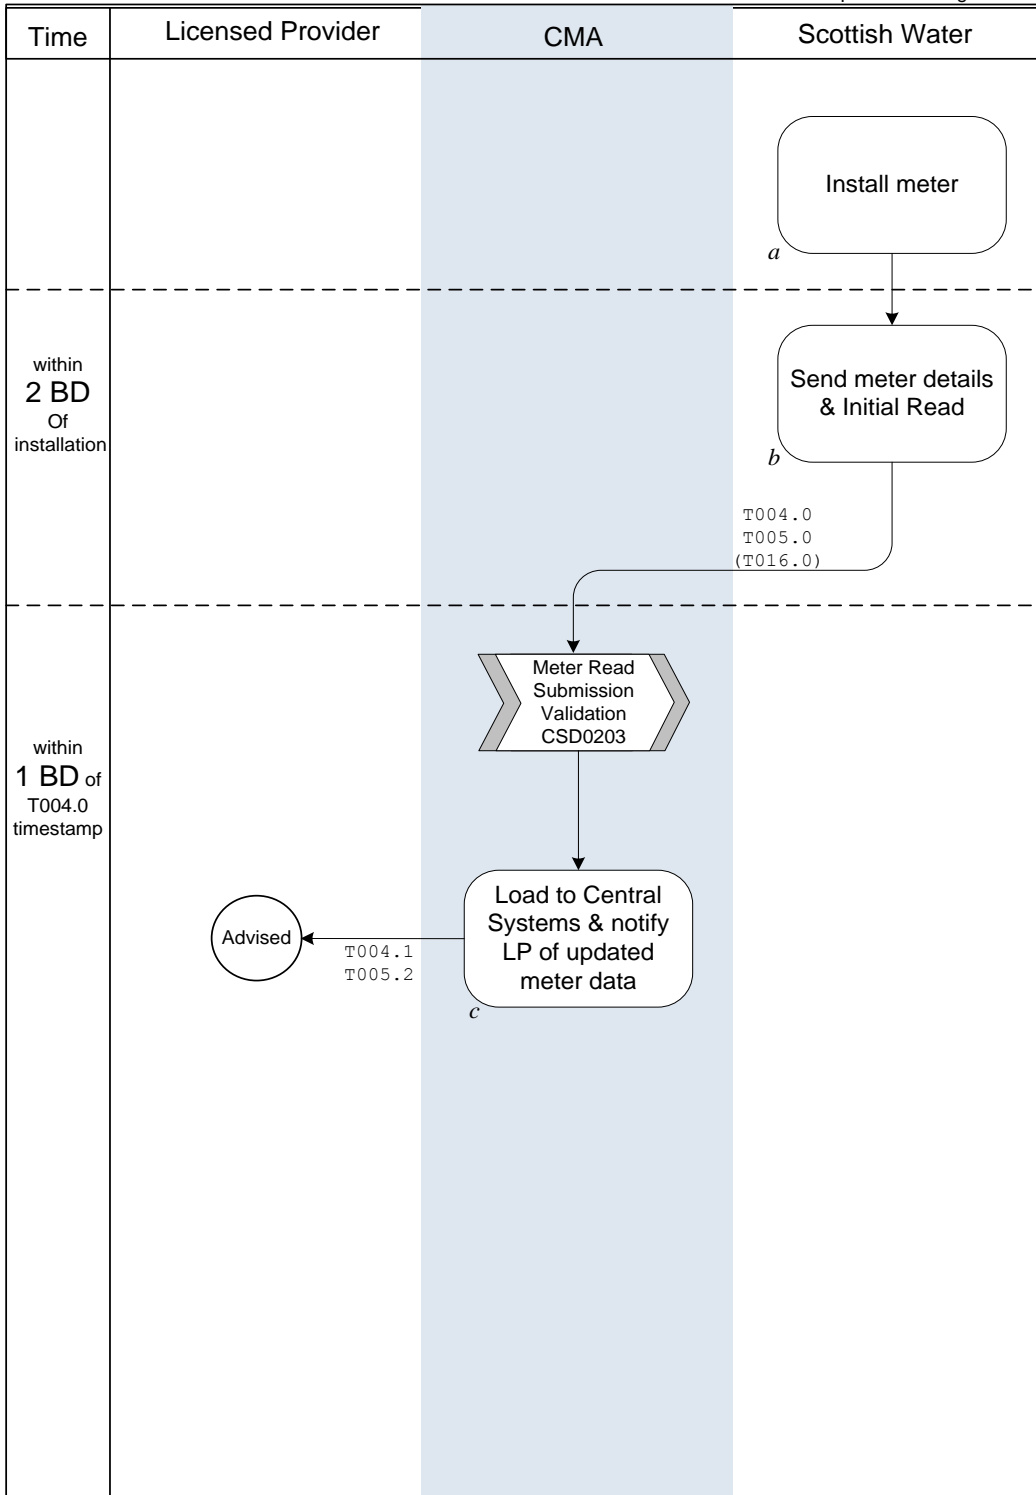 Time
Licensed Provider
CMA
Scottish Water
Install meter
a
within
2 BD
Of
installation
Send meter details
& Initial Read
b
T004.0
T005.0
(T016.0)
Meter Read
Submission
Validation
CSD0203
within
1 BD of
T004.0
timestamp
Load to Central
Systems & notify
LP of updated
meter data
c
Advised
T004.1
T005.2